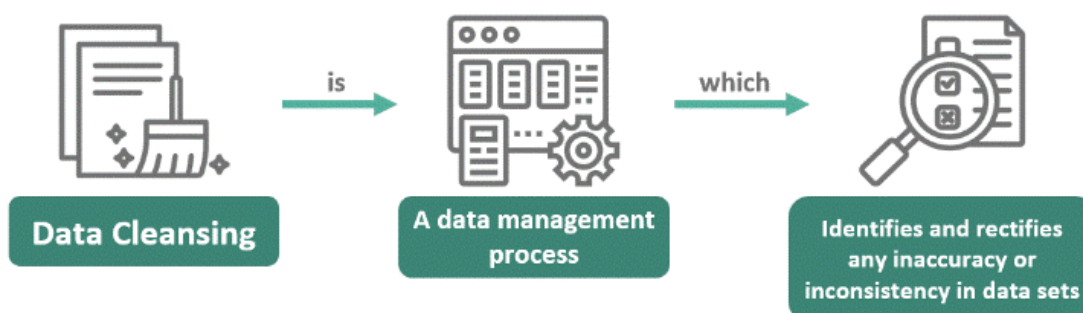 is
which
Data Cleansing
A data management
process
Identifies and rectifies
any inaccuracy or
inconsistency in data sets